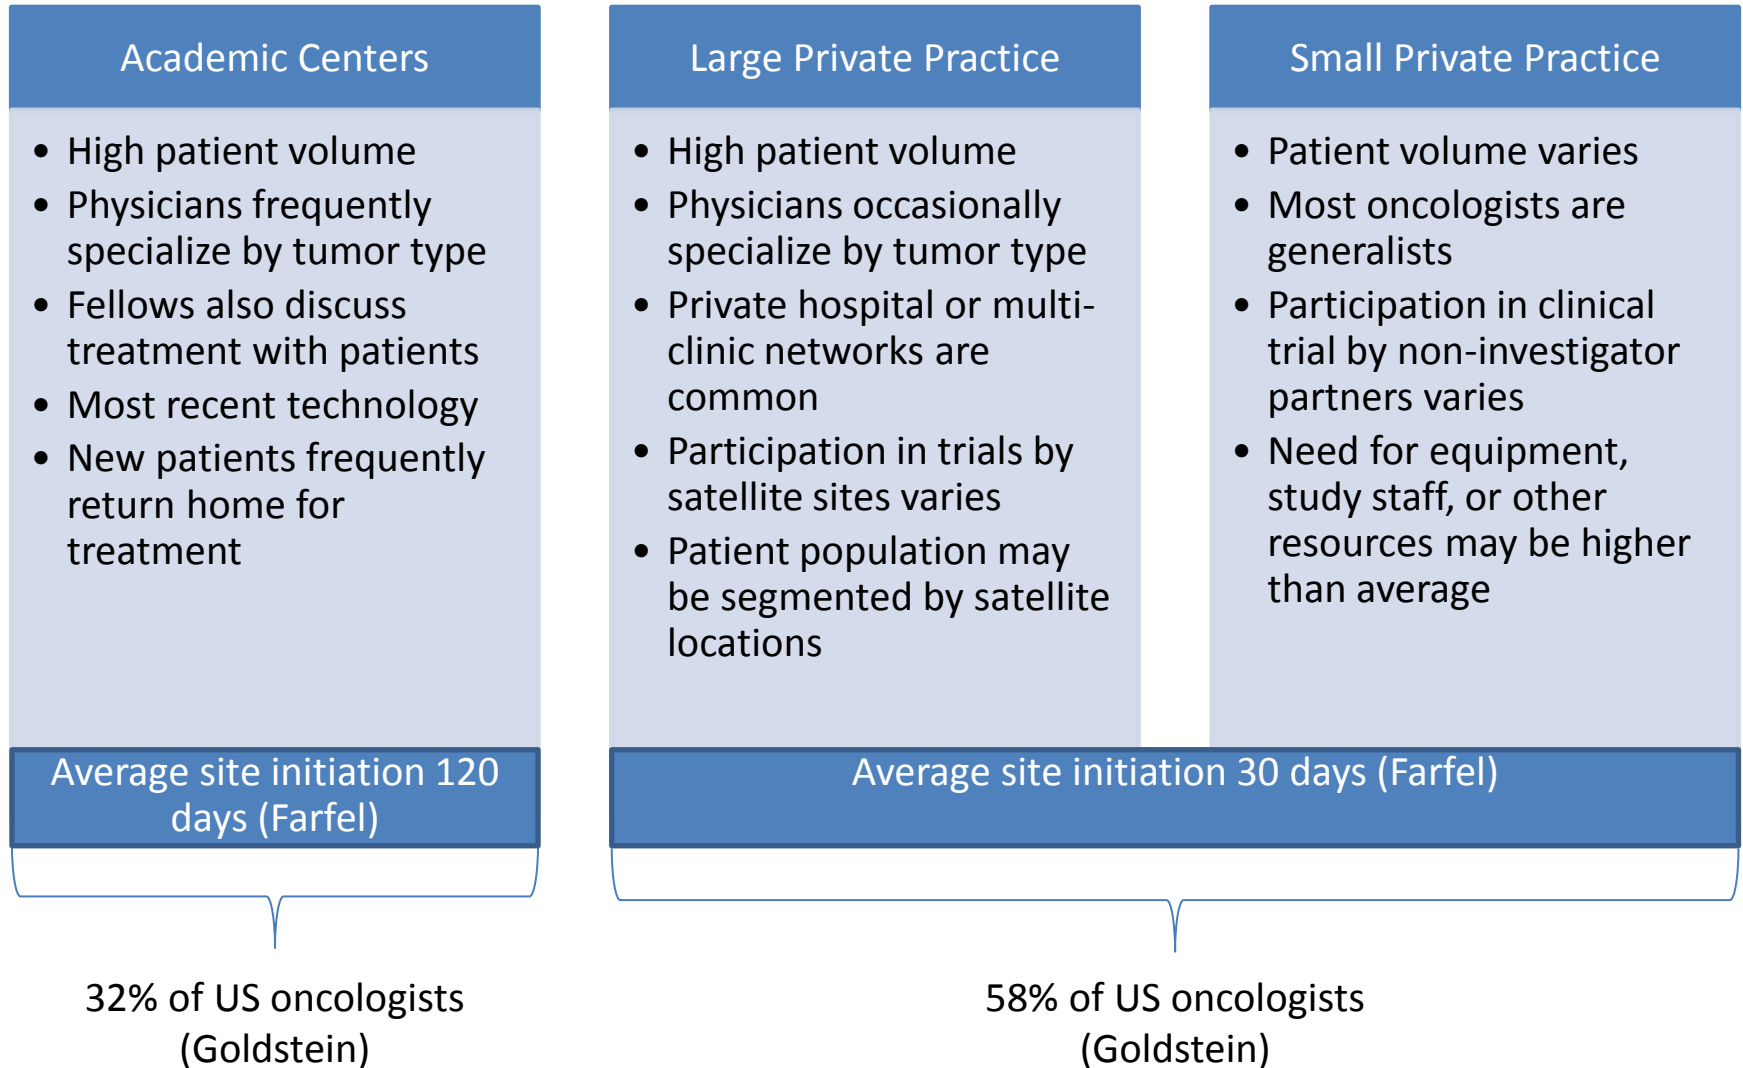 Academic Centers
• High patient volume
• Physicians frequently
specialize by tumor type
• Fellows also discuss
treatment with patients
• Most recent technology
• New patients frequently
return home for
treatment
Average site initiation 120
days (Farfel)
32% of US oncologists
(Goldstein)
Large Private Practice
• High patient volume
• Physicians occasionally
specialize by tumor type
• Private hospital or multi-
clinic networks are
common
• Participation in trials by
satellite sites varies
• Patient population may
be segmented by satellite
locations
Small Private Practice
• Patient volume varies
• Most oncologists are
generalists
• Participation in clinical
trial by non-investigator
partners varies
• Need for equipment,
study staff, or other
resources may be higher
than average
Average site initiation 30 days (Farfel)
58% of US oncologists
(Goldstein)